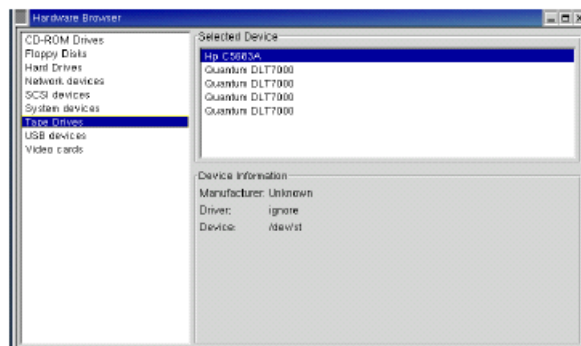 Hardware Browser
CD-ROM Drives
Floppy Disks
Hard Drives
Network devices
SCSI devices
System devices
Tape Drives
USB devices
Video cards
Selected Device
Hp C5683A
Quantum DLT7000
Quantum DLT7000
Quantum DLT7000
Quantum DLT7000
Device Information
Manufacturer: Unknown
Driver: ignore
Device: /dev/st